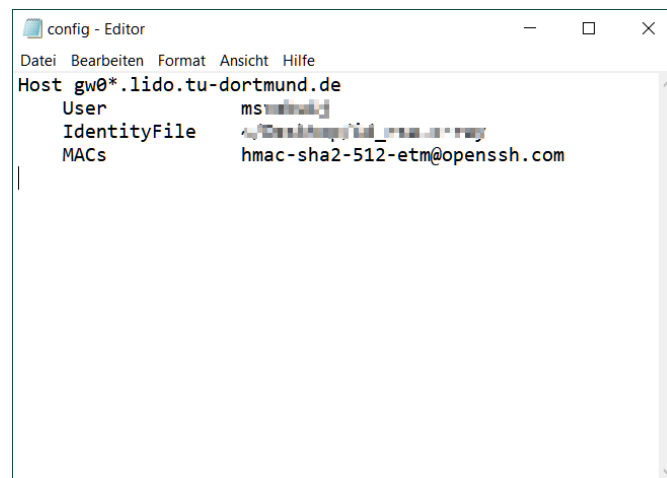 config - Editor
Datei Bearbeiten Format Ansicht Hilfe
Host gw0*.lido.tu-dortmund.de
User
IdentityFile
MACs hmac-sha2-512-etm@openssh.com